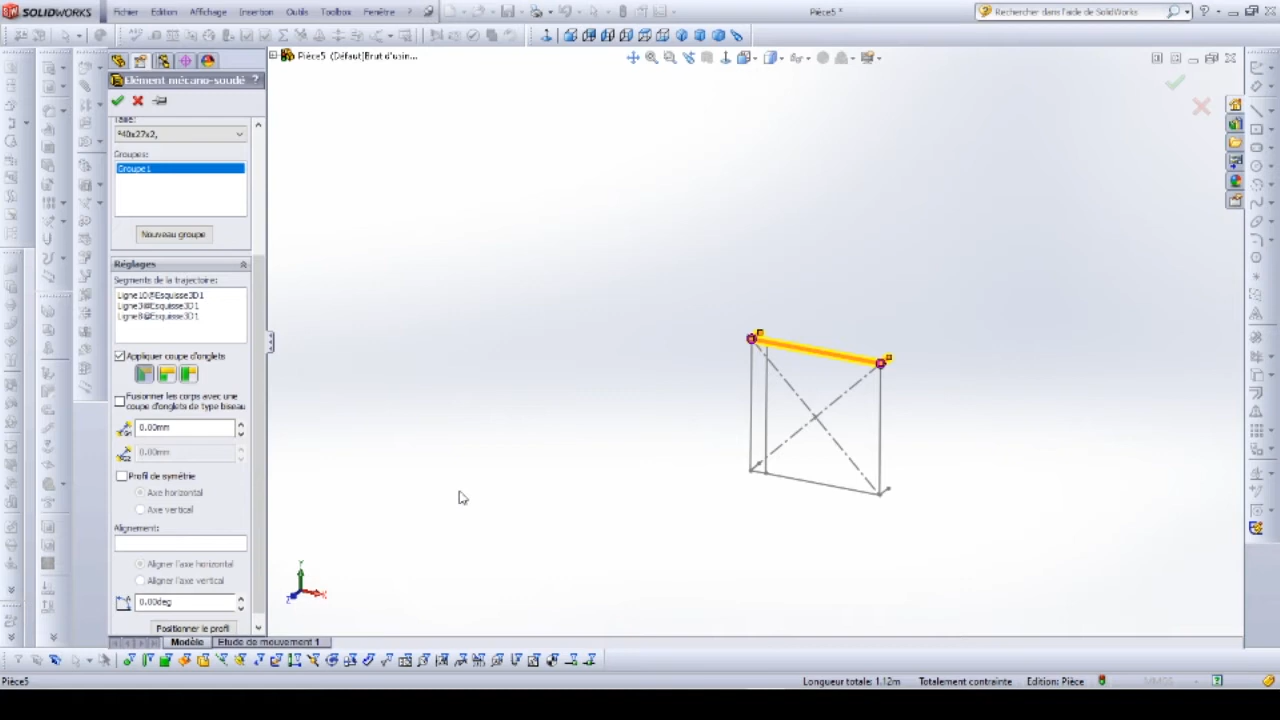 SOLIDWORKS Fichier Edition Affichage Insertion Outils Toolbox Fenêtre ? Pièce5 * Rechercher dans l'aide de SolidWorks
Pièce5 (Défaut[Brut d'usin...
Elément mécano-soudé ?
Taille:
40x27x2,
Groupes:
Groupe1
Nouveau groupe
Réglages
Segments de la trajectoire:
Ligne10@Esquisse3D1
Ligne3@Esquisse3D1
Ligne8@Esquisse3D1
Appliquer coupe d'onglets
Fusionner les corps avec une
coupe d'onglets de type biseau
0.00mm
0.00mm
Profil de symétrie
Axe horizontal
Axe vertical
Alignement:
Aligner l'axe horizontal
Aligner l'axe vertical
0.00deg
Positionner le profil
Y
X
Z
Modèle Etude de mouvement 1
Pièce5 Longueur totale: 1.12m Totalement contrainte Edition: Pièce MMGS ?